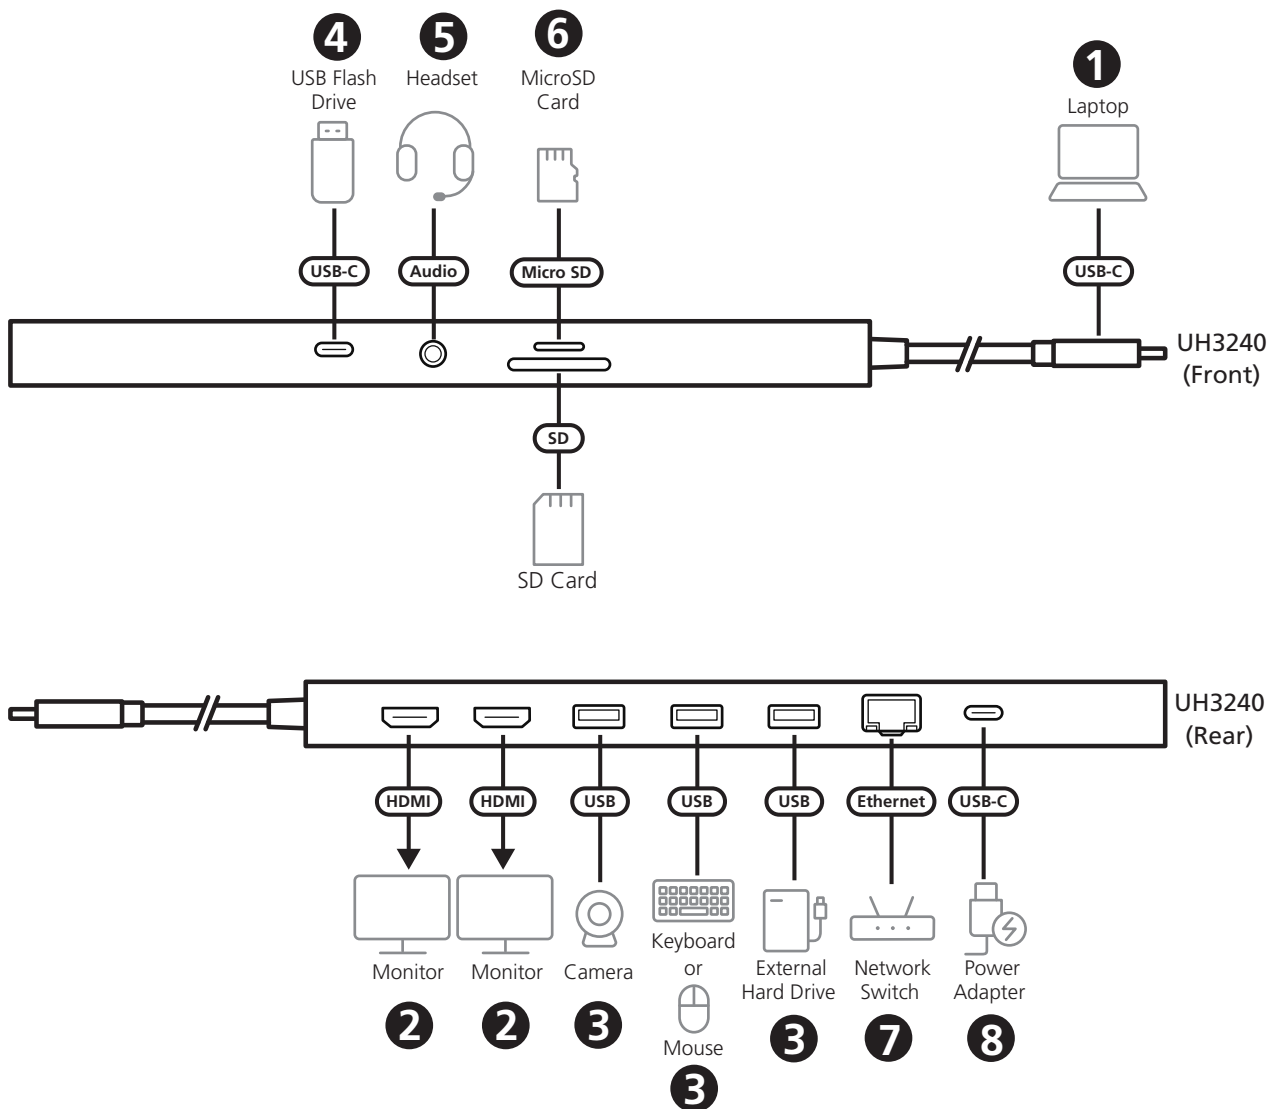 4
USB Flash
Drive
5
Headset
6
MicroSD
Card
1
Laptop
USB-C
Audio
Micro SD
USB-C
UH3240
(Front)
SD
SD Card
UH3240
(Rear)
HDMI
HDMI
USB
USB
USB
Ethernet
USB-C
Monitor
2
Monitor
2
Camera
3
Keyboard
or
Mouse
3
External
Hard Drive
3
Network
Switch
7
Power
Adapter
8